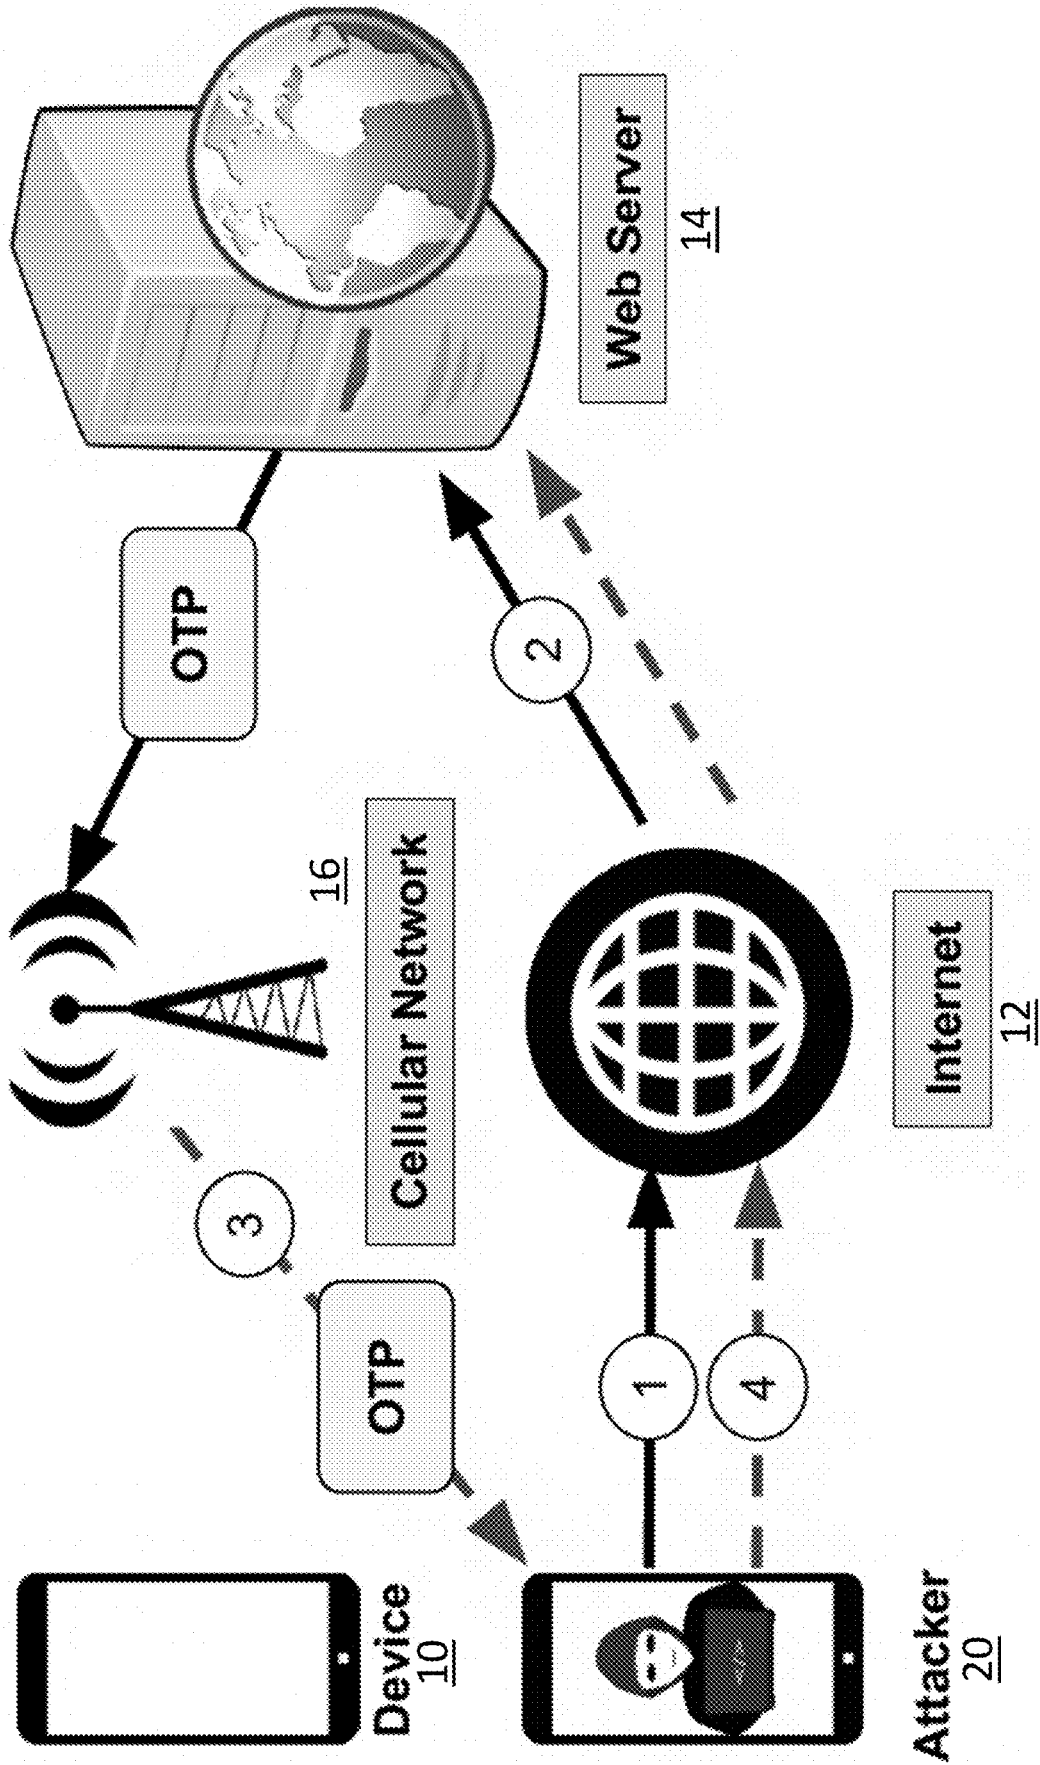 Device
10
OTP
3
16
Cellular Network
OTP
Web Server
14
Attacker
20
1
4
Internet
12
2